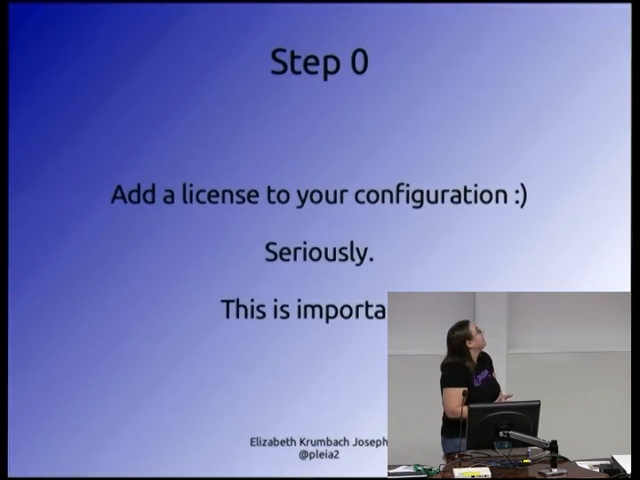 Step 0
Add a license to your configuration :)
Seriously.
This is importa
Elizabeth Krumbach Joseph
@pleia2